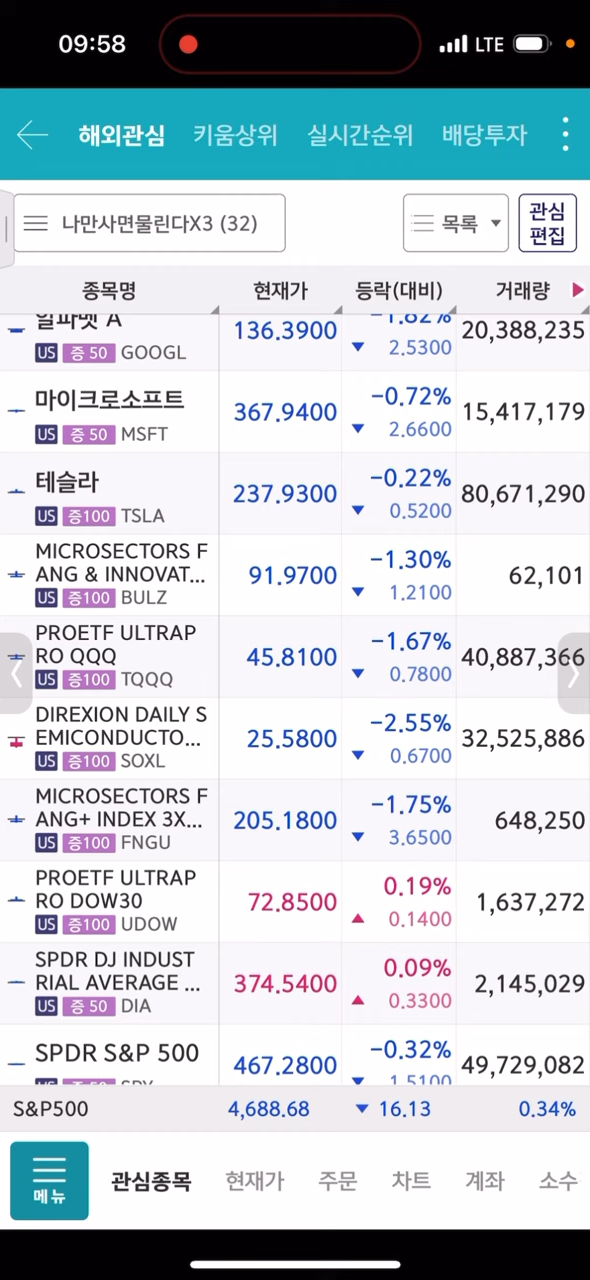 09:58
LTE
해외관심 키움상위 실시간순위 배당투자
나만사면물린다X3 (32)
목록
관심
편집
종목명 현재가 등락(대비) 거래량
알파벳 A 136.3900 -1.82% 20,388,235
US 증 50 GOOGL 2.5300
마이크로소프트 367.9400 -0.72% 15,417,179
US 증 50 MSFT 2.6600
테슬라 237.9300 -0.22% 80,671,290
US 증100 TSLA 0.5200
MICROSECTORS F
ANG & INNOVAT... 91.9700 -1.30% 62,101
US 증100 BULZ 1.2100
PROETF ULTRAP
RO QQQ 45.8100 -1.67% 40,887,366
US 증100 TQQQ 0.7800
DIREXION DAILY S
EMICONDUCTO... 25.5800 -2.55% 32,525,886
US 증100 SOXL 0.6700
MICROSECTORS F
ANG+ INDEX 3X... 205.1800 -1.75% 648,250
US 증100 FNGU 3.6500
PROETF ULTRAP
RO DOW30 72.8500 0.19% 1,637,272
US 증100 UDOW 0.1400
SPDR DJ INDUST
RIAL AVERAGE ... 374.5400 0.09% 2,145,029
US 증 50 DIA 0.3300
SPDR S&P 500 467.2800 -0.32% 49,729,082
US 증 50 SPY 1.5100
S&P500 4,688.68 ▼ 16.13 0.34%
메뉴
관심종목 현재가 주문 차트 계좌 소수